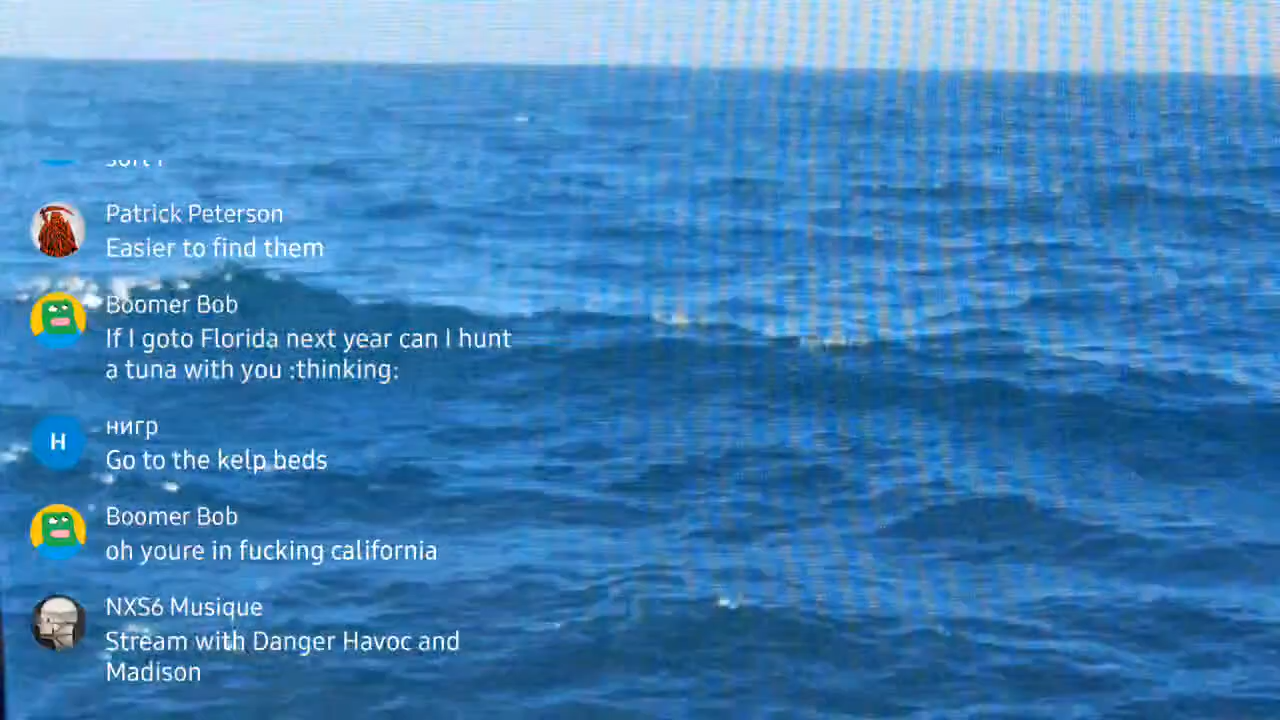 Patrick Peterson
Easier to find them
Boomer Bob
If I goto Florida next year can I hunt
a tuna with you :thinking:
нигр
H
Go to the kelp beds
Boomer Bob
oh youre in fucking california
NXS6 Musique
Stream with Danger Havoc and
Madison